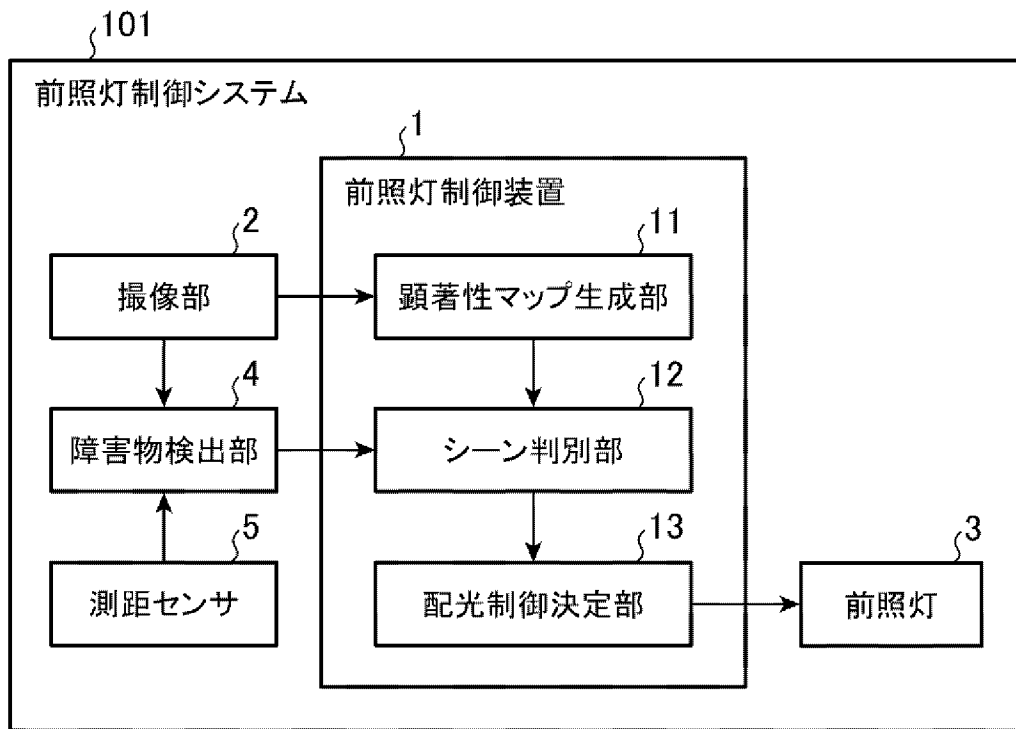 101
前照灯制御システム
1
前照灯制御装置
2
撮像部
11
顕著性マップ生成部
4
障害物検出部
12
シーン判別部
5
測距センサ
13
配光制御決定部
3
前照灯